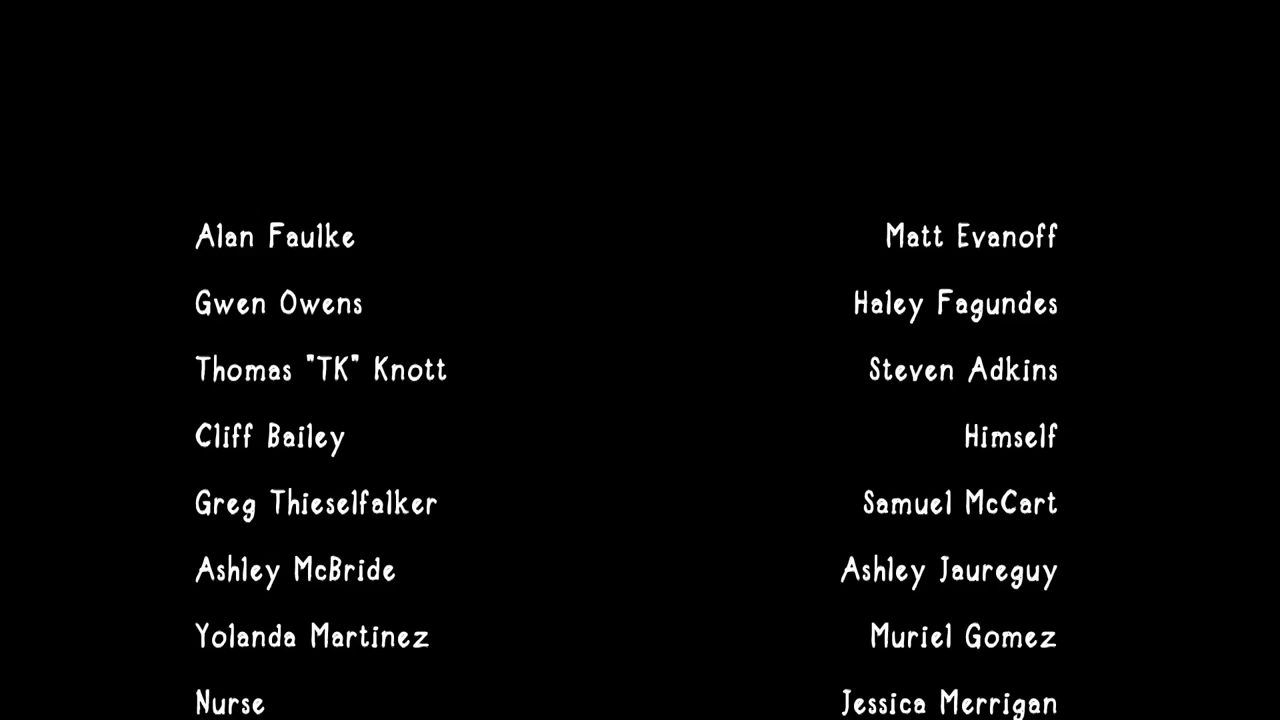 Alan Faulke Matt Evanoff
Gwen Owens Haley Fagundes
Thomas "TK" Knott Steven Adkins
Cliff Bailey Himself
Greg Thieselfalker Samuel McCart
Ashley McBride Ashley Jaureguy
Yolanda Martinez Muriel Gomez
Nurse Jessica Merrigan